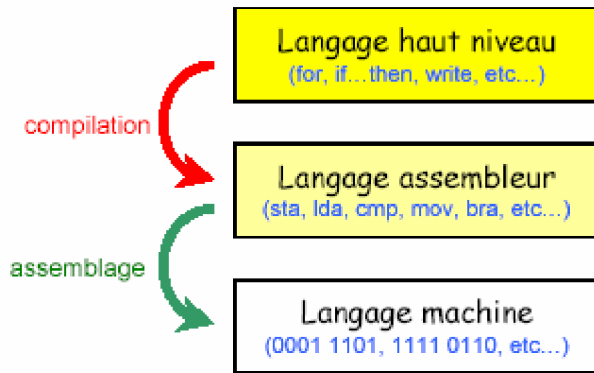 Langage haut niveau
(for, if...then, write, etc...)
compilation
Langage assembleur
(sta, lda, cmp, mov, bra, etc...)
assemblage
Langage machine
(0001 1101, 1111 0110, etc...)